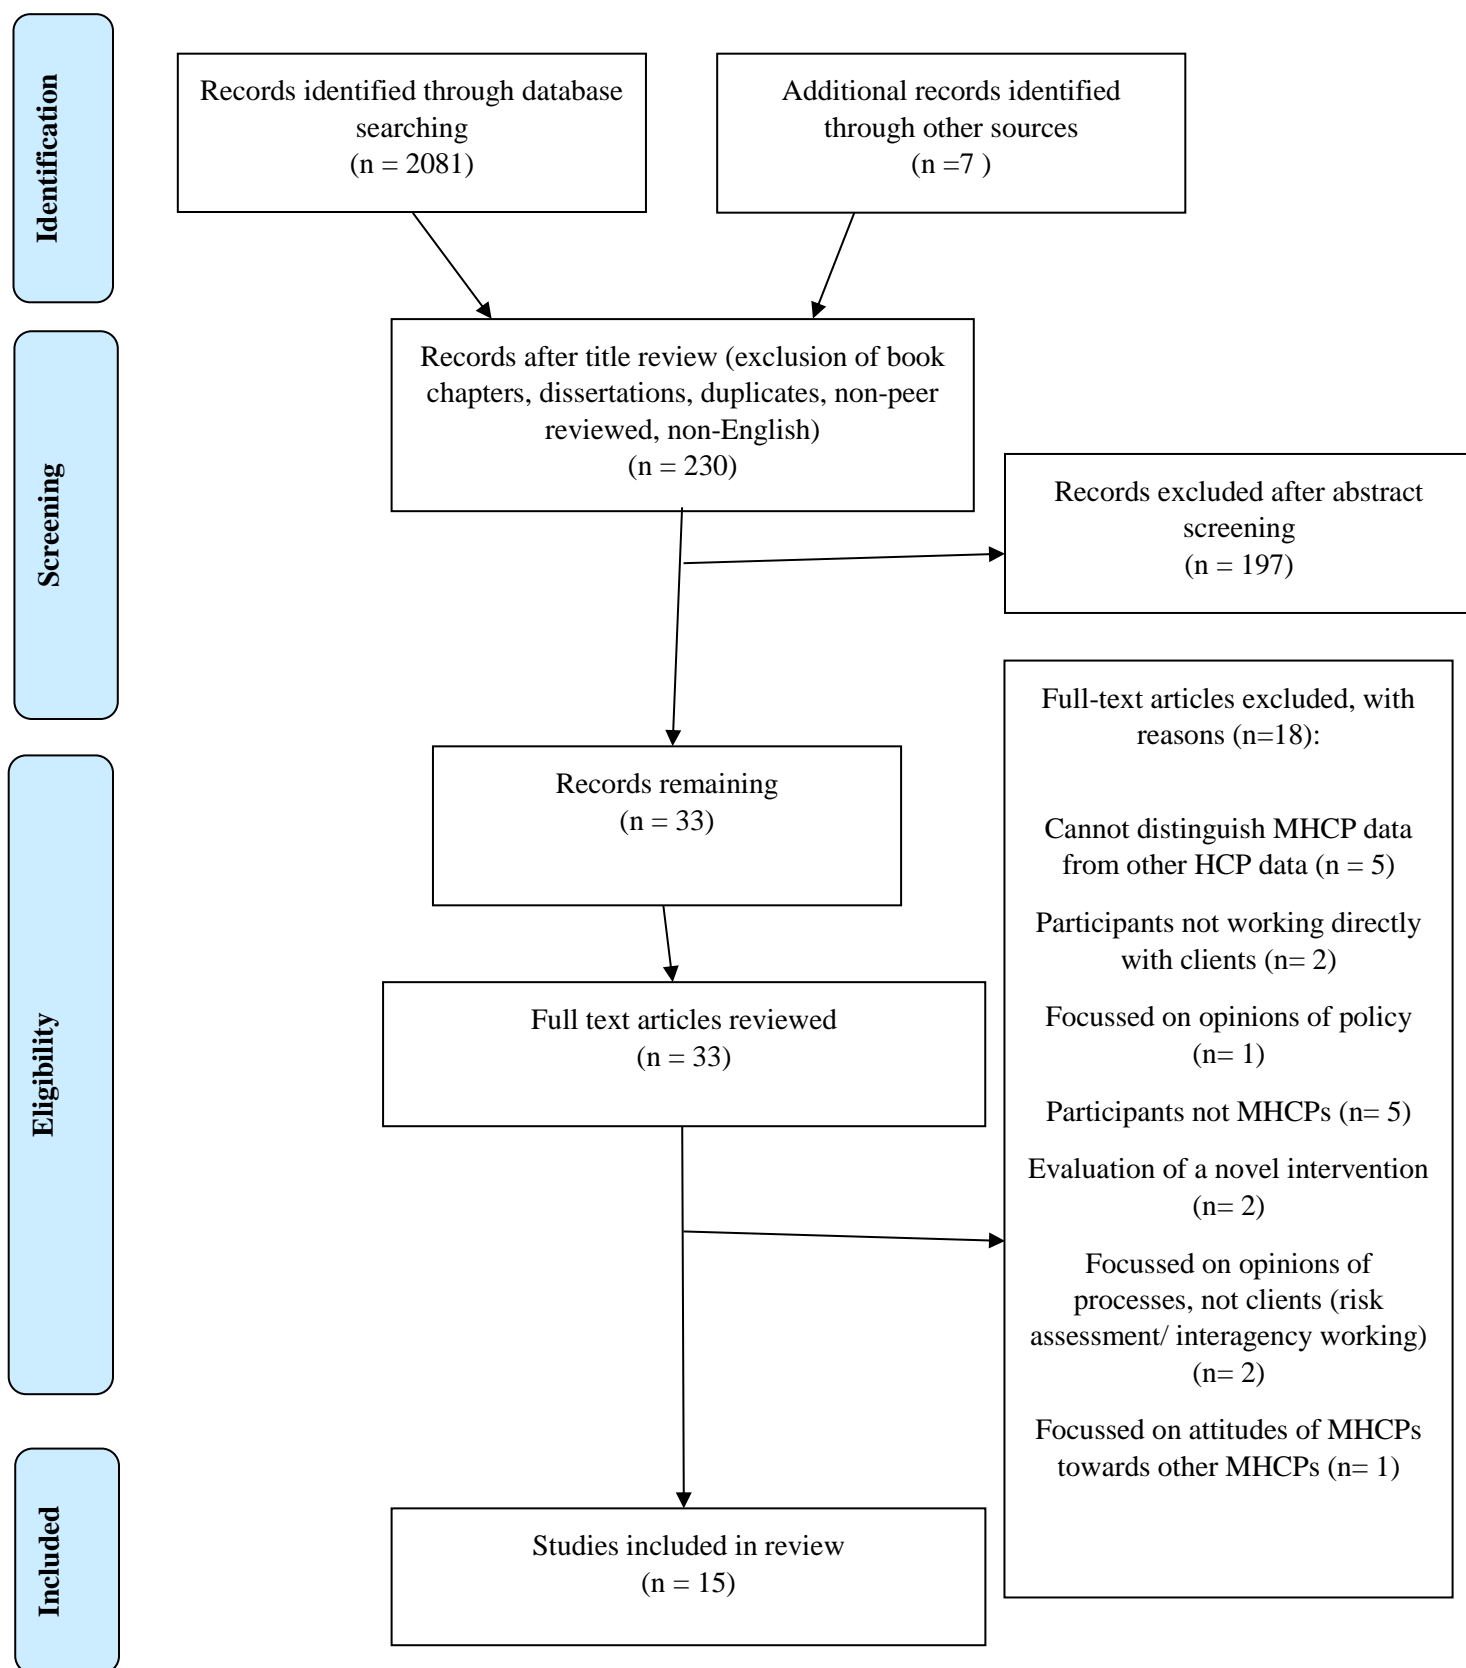 Identification
Records identified through database
searching
(n = 2081)
Additional records identified
through other sources
(n =7 )
Screening
Records after title review (exclusion of book
chapters, dissertations, duplicates, non-peer
reviewed, non-English)
(n = 230)
Records excluded after abstract
screening
(n = 197)
Eligibility
Records remaining
(n = 33)
Full text articles reviewed
(n = 33)
Full-text articles excluded, with
reasons (n=18):
Cannot distinguish MHCP data
from other HCP data (n = 5)
Participants not working directly
with clients (n= 2)
Focussed on opinions of policy
(n= 1)
Participants not MHCPs (n= 5)
Evaluation of a novel intervention
(n= 2)
Focussed on opinions of
processes, not clients (risk
assessment/ interagency working)
(n= 2)
Focussed on attitudes of MHCPs
towards other MHCPs (n= 1)
Included
Studies included in review
(n = 15)